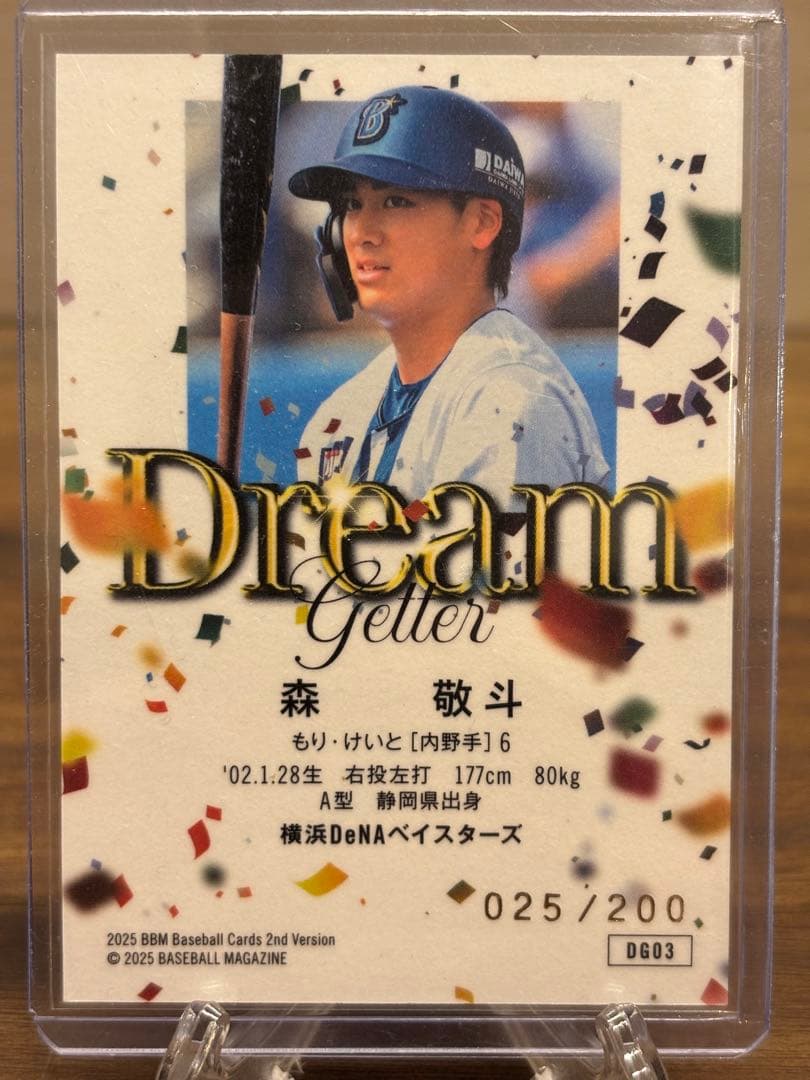 B
DAIWA
Dream
Getter
森 敬斗
もり・けいと [内野手] 6
'02.1.28生 右投左打 177cm 80kg
A型 静岡県出身
横浜DeNAベイスターズ
025/200
2025 BBM Baseball Cards 2nd Version
© 2025 BASEBALL MAGAZINE
DG03